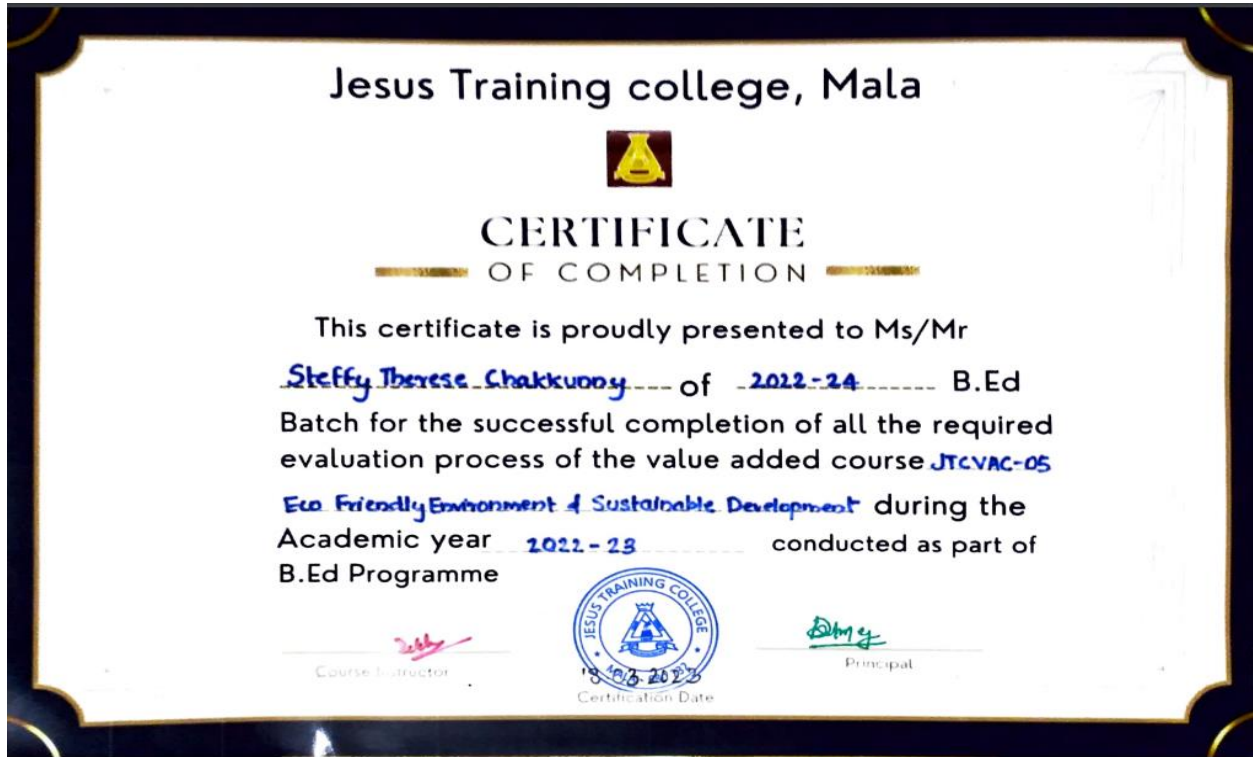 Jesus Training college, Mala
CERTIFICATE
OF COMPLETION
This certificate is proudly presented to Ms/Mr
Steffy Therese Chakkunny of 2022-24 B.Ed
Batch for the successful completion of all the required
evaluation process of the value added course JTCVAC-05
Eco Friendly Environment & Sustainable Development during the
Academic year 2022-23 conducted as part of
B.Ed Programme
JESUS TRAINING COLLEGE
3.2023
Course Instructor
Certification Date
Principal